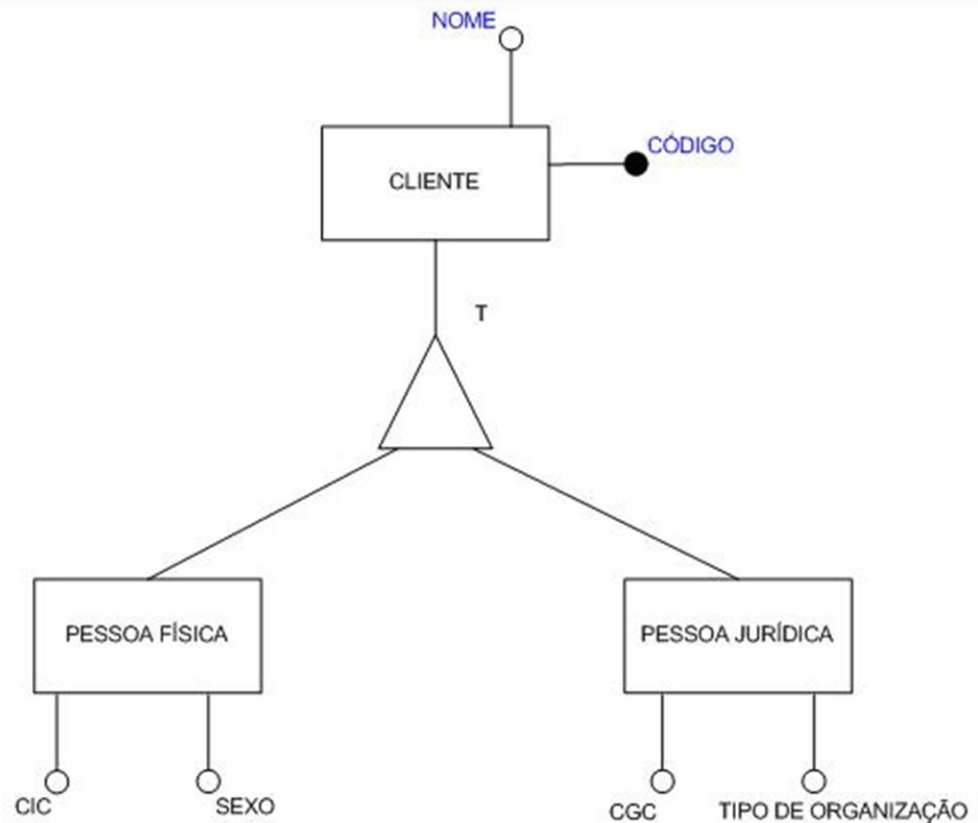 NOME
CÓDIGO
CLIENTE
T
PESSOA FÍSICA
PESSOA JURÍDICA
CIC
SEXO
CGC
TIPO DE ORGANIZAÇÃO